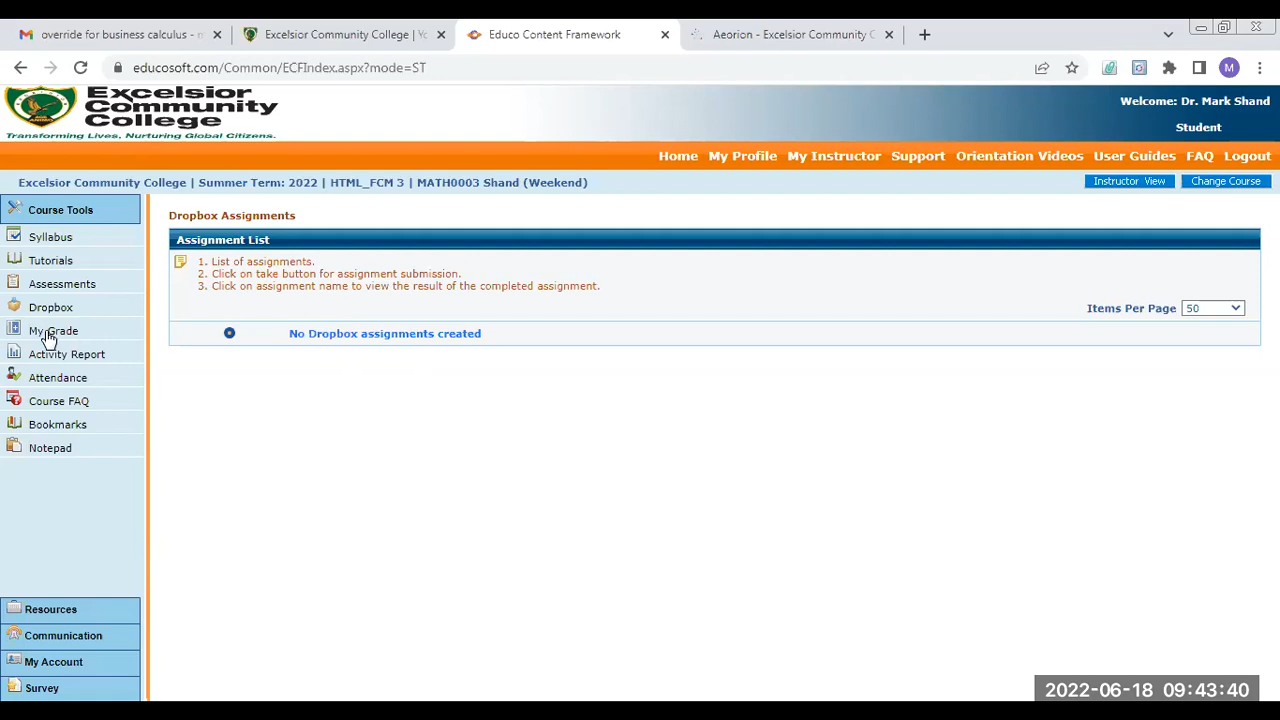 override for business calculus -
Excelsior Community College | Yo
Educo Content Framework
Aeorion - Excelsior Community C
educosoft.com/Common/ECFIndex.aspx?mode=ST
M
Excelsior
Community
College
Transforming Lives, Nurturing Global Citizens.
Welcome: Dr. Mark Shand
Student
Home My Profile My Instructor Support Orientation Videos User Guides FAQ Logout
Excelsior Community College | Summer Term: 2022 | HTML_FCM 3 | MATH0003 Shand (Weekend)
Instructor View
Change Course
Course Tools
Syllabus
Tutorials
Assessments
Dropbox
My Grade
Activity Report
Attendance
Course FAQ
Bookmarks
Notepad
Resources
Communication
My Account
Survey
Dropbox Assignments
Assignment List
1. List of assignments.
2. Click on take button for assignment submission.
3. Click on assignment name to view the result of the completed assignment.
Items Per Page 50
No Dropbox assignments created
2022-06-18 09:43:40